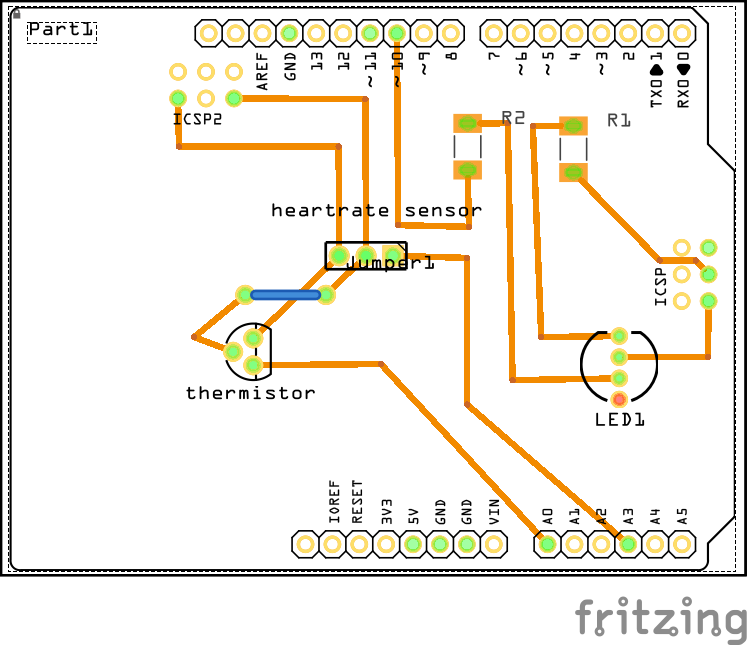 Part1
AREF
GND
13
12
~11
~10
~9
8
7
~6
~5
4
~3
2
TX0▶1
RX0◀0
ICSP2
R2
R1
heartrate sensor
Jumper1
ICSP
thermistor
LED1
IOREF
RESET
3V3
5V
GND
GND
VIN
A0
A1
A2
A3
A4
A5
fritzing